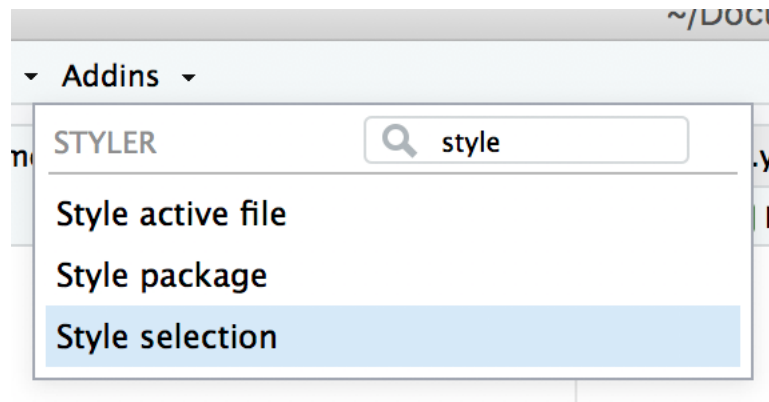 ~/Docu
Addins
STYLER
style
Style active file
Style package
Style selection